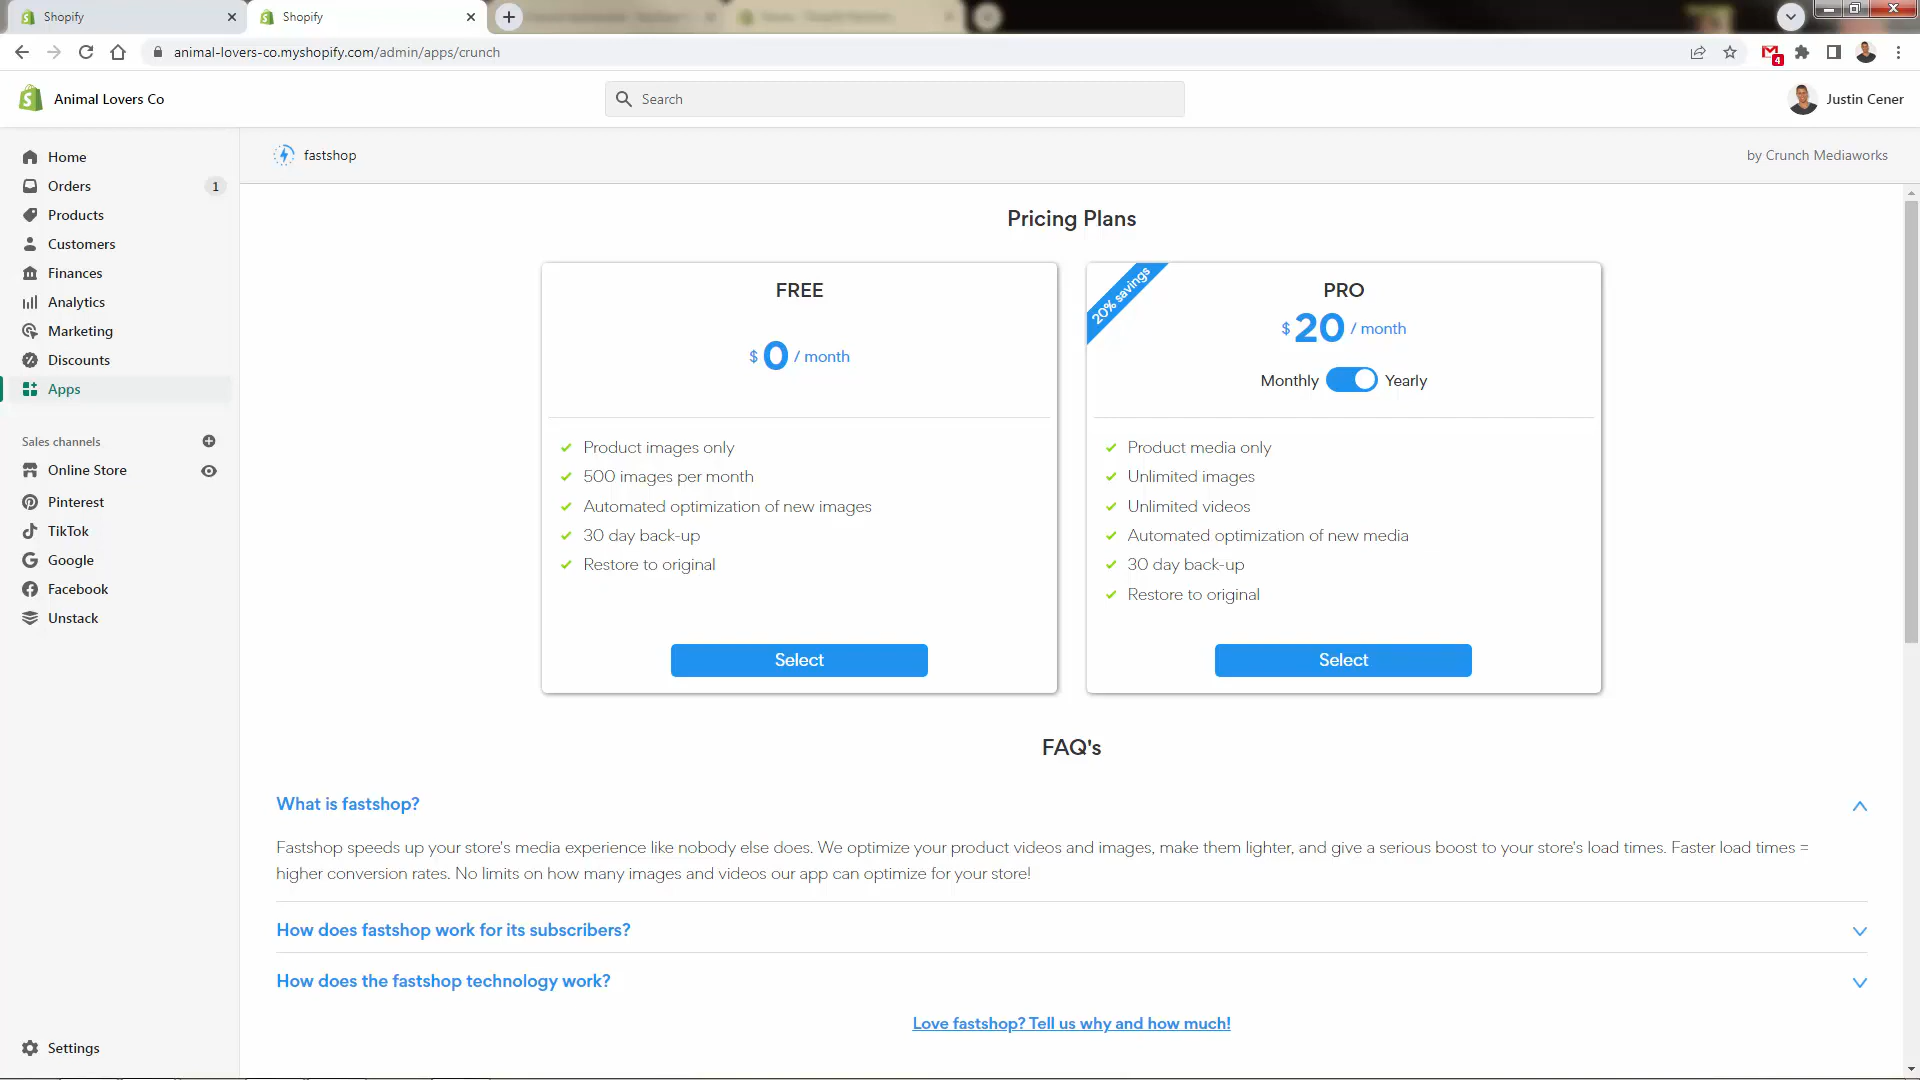 Shopify
Shopify
animal-lovers-co.myshopify.com/admin/apps/crunch
4
Animal Lovers Co
Search
Justin Cener
Home
Orders
1
Products
Customers
Finances
Analytics
Marketing
Discounts
Apps
Sales channels
Online Store
Pinterest
TikTok
Google
Facebook
Unstack
Settings
fastshop
by Crunch Mediaworks
Pricing Plans
FREE
$ 0 / month
Product images only
500 images per month
Automated optimization of new images
30 day back-up
Restore to original
Select
20% savings
PRO
$ 20 / month
Monthly Yearly
Product media only
Unlimited images
Unlimited videos
Automated optimization of new media
30 day back-up
Restore to original
Select
FAQ's
What is fastshop?
Fastshop speeds up your store's media experience like nobody else does. We optimize your product videos and images, make them lighter, and give a serious boost to your store's load times. Faster load times =
higher conversion rates. No limits on how many images and videos our app can optimize for your store!
How does fastshop work for its subscribers?
How does the fastshop technology work?
Love fastshop? Tell us why and how much!